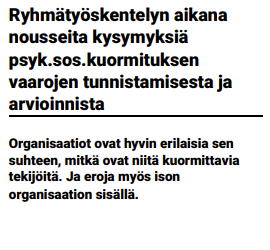 Ryhmätyöskentelyn aikana
nousseita kysymyksiä
psyk.sos.kuormituksen
vaarojen tunnistamisesta ja
arvioinnista
Organisaatiot ovat hyvin erilaisia sen
suhteen, mitkä ovat niitä kuormittavia
tekijöitä. Ja eroja myös ison
organisaation sisällä.